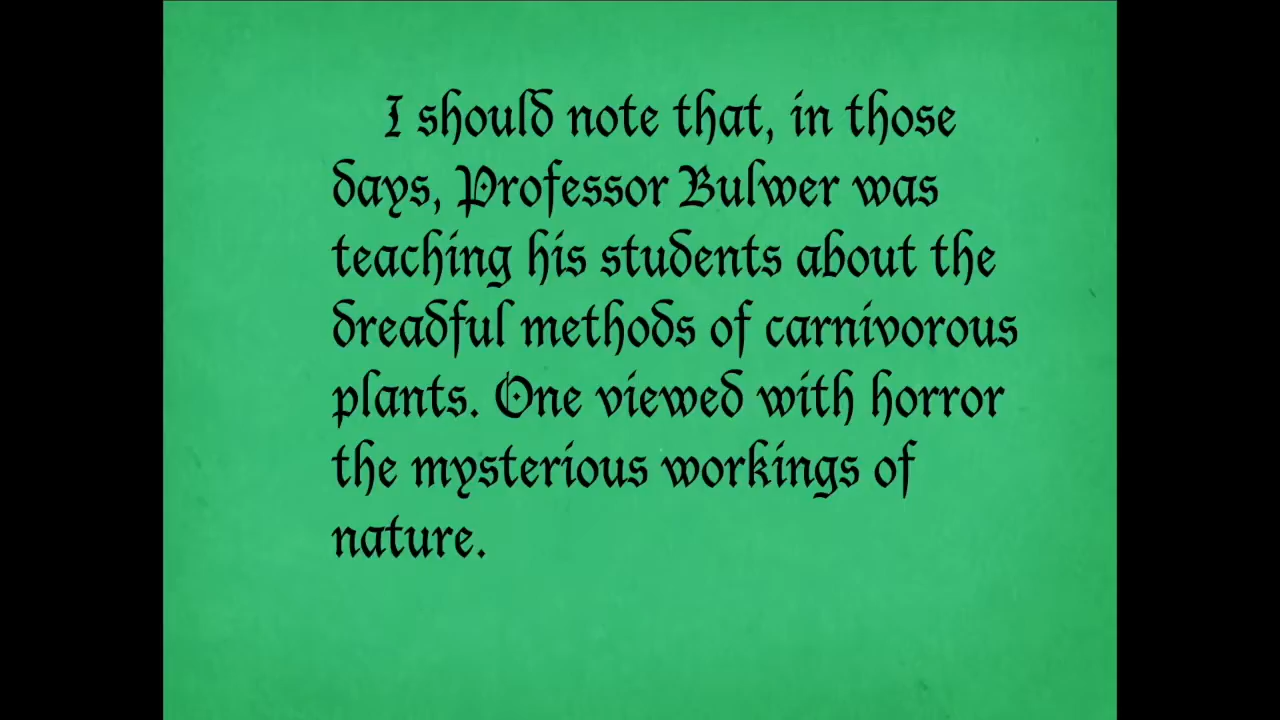 I should note that, in those
days, Professor Bulwer was
teaching his students about the
dreadful methods of carnivorous
plants. One viewed with horror
the mysterious workings of
nature.